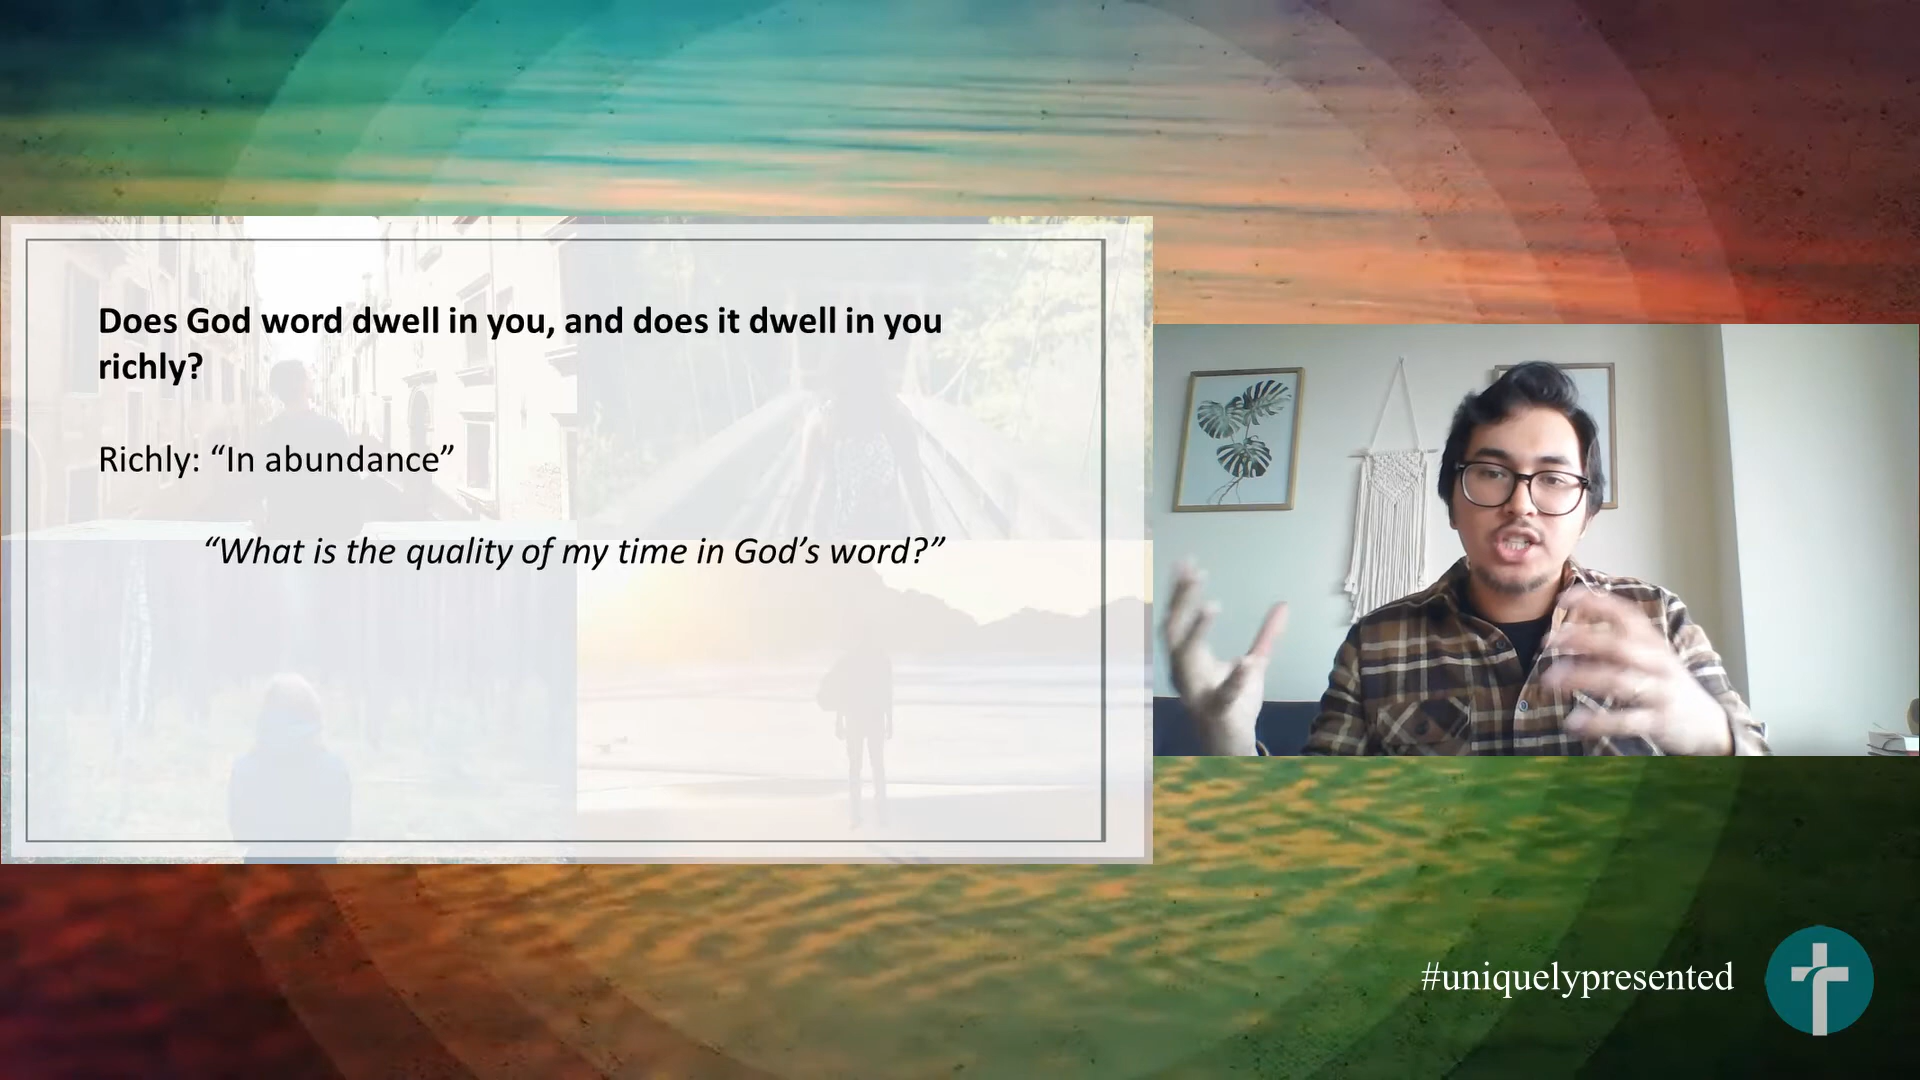 Does God word dwell in you, and does it dwell in you
richly?
Richly: “In abundance”
“What is the quality of my time in God’s word?”
#uniquelypresented